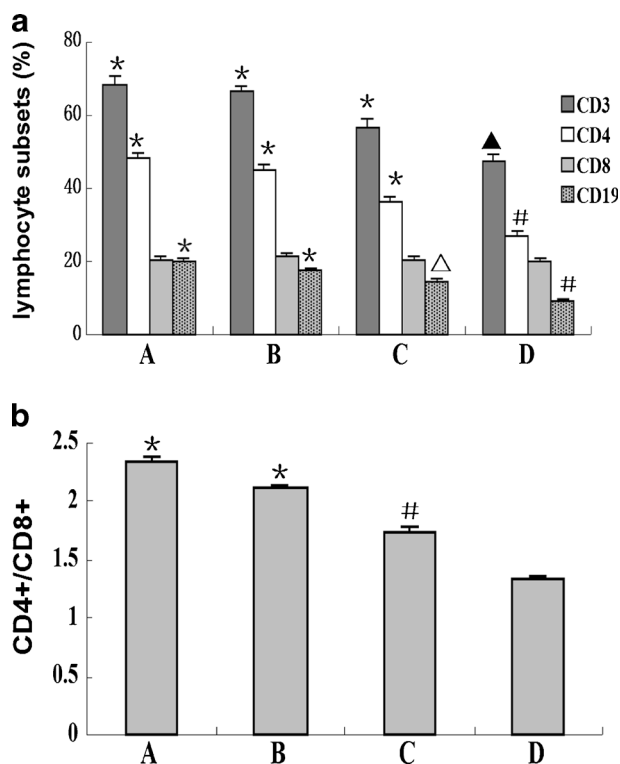 a
lymphocyte subsets (%)
80
60
40
20
0
* * * ▲
* * * #
* * △ #
CD3
CD4
CD8
CD19
A B C D
b
CD4+/CD8+
2.5
2
1.5
1
0.5
0
* * #
A B C D